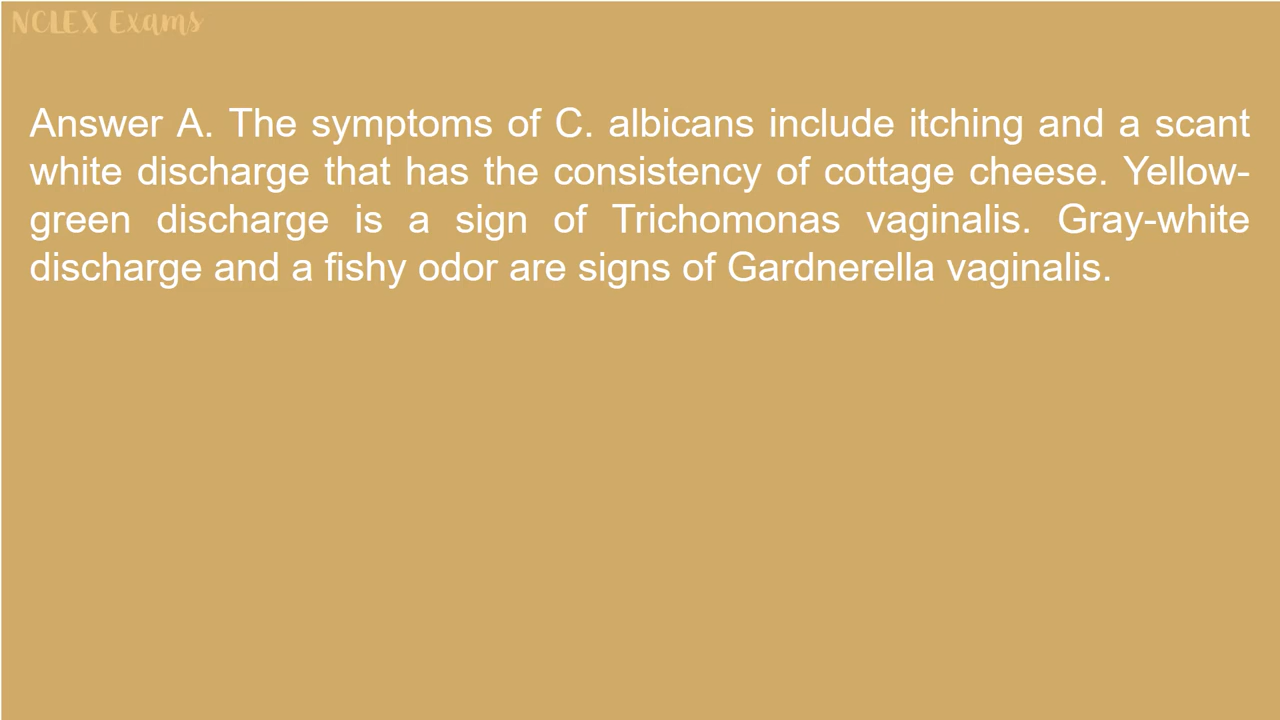 NCLEX Exams
Answer A. The symptoms of C. albicans include itching and a scant
white discharge that has the consistency of cottage cheese. Yellow-
green discharge is a sign of Trichomonas vaginalis. Gray-white
discharge and a fishy odor are signs of Gardnerella vaginalis.